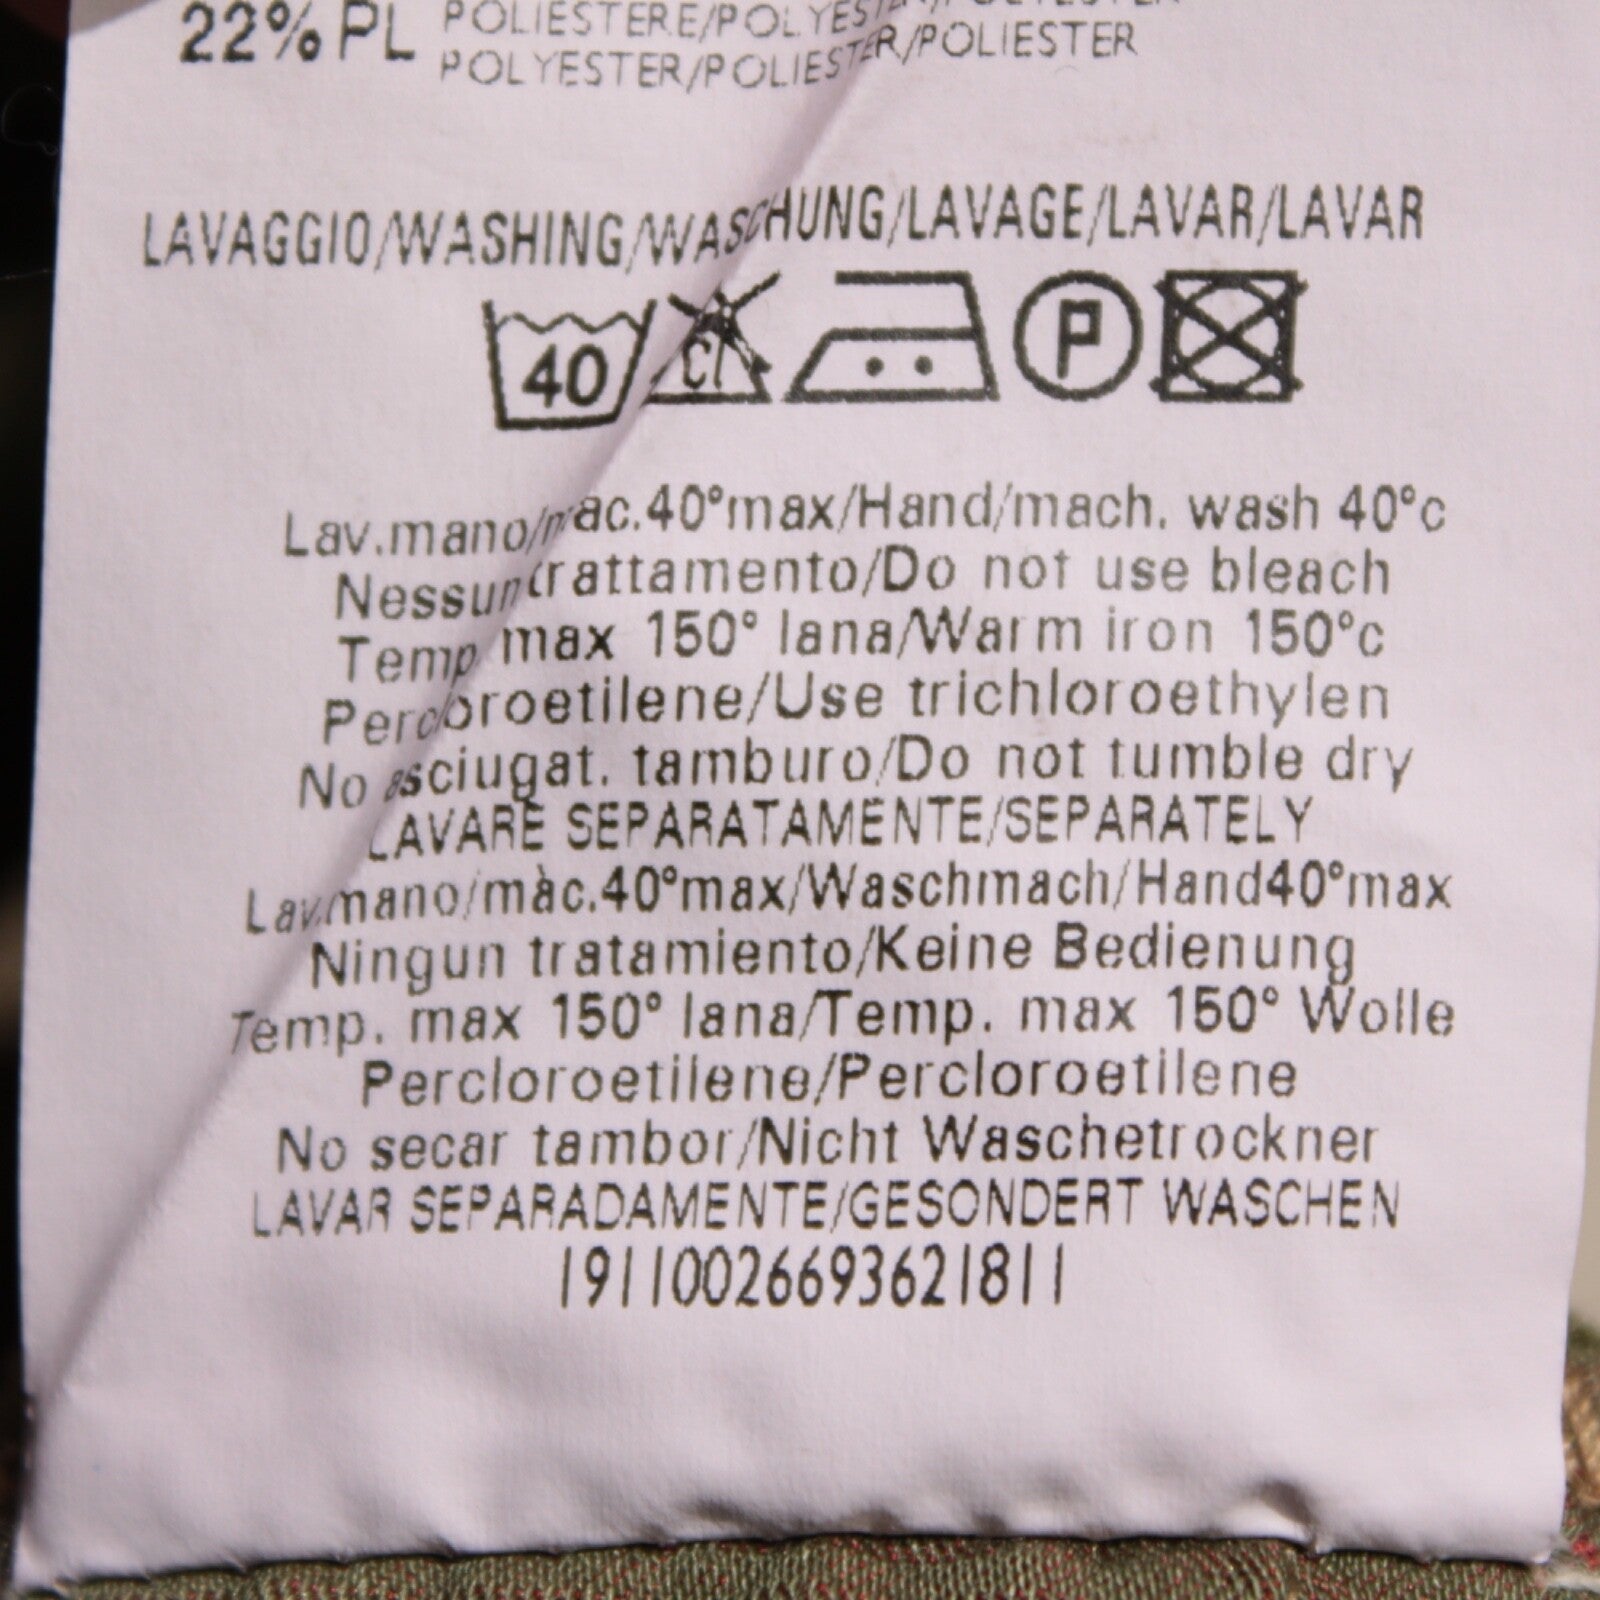 22% PL POLIESTERE/POLYESTER/POLYESTER
POLYESTER/POLIESTER/POLIESTER
LAVAGGIO/WASHING/WASCHUNG/LAVAGE/LAVAR/LAVAR
40 Cl P
Lav.mano/mac.40°max/Hand/mach. wash 40°c
Nessun trattamento/Do not use bleach
Temp max 150° lana/Warm iron 150°c
Percloroetilene/Use trichloroethylen
No asciugat. tamburo/Do not tumble dry
LAVARE SEPARATAMENTE/SEPARATELY
Lav.mano/màc.40°max/Waschmach/Hand40°max
Ningun tratamiento/Keine Bedienung
Temp. max 150° lana/Temp. max 150° Wolle
Percloroetilene/Percloroetilene
No secar tambor/Nicht Waschetrockner
LAVAR SEPARADAMENTE/GESONDERT WASCHEN
19110026693621811